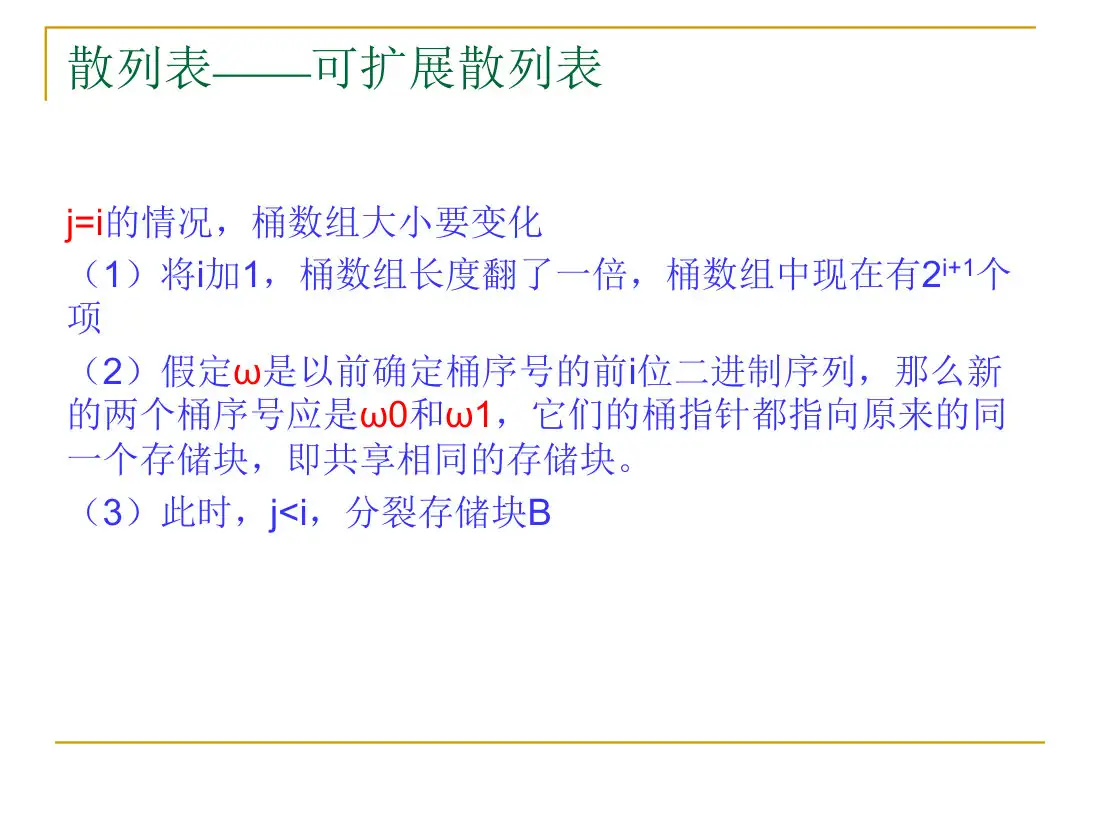 散列表——可扩展散列表
j=i的情况，桶数组大小要变化
（1）将i加1，桶数组长度翻了一倍，桶数组中现在有2^{i+1}个
项
（2）假定ω是以前确定桶序号的前i位二进制序列，那么新
的两个桶序号应是ω0和ω1，它们的桶指针都指向原来的同
一个存储块，即共享相同的存储块。
（3）此时，j<i，分裂存储块B